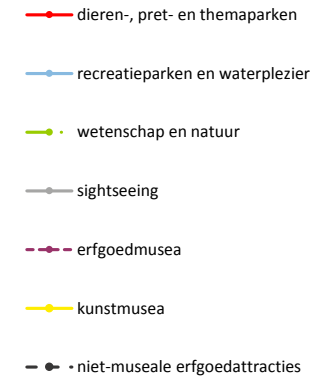 dieren-, pret- en themaparken
recreatieparken en waterplezier
wetenschap en natuur
sightseeing
erfgoedmusea
kunstmusea
niet-museale erfgoedattracties